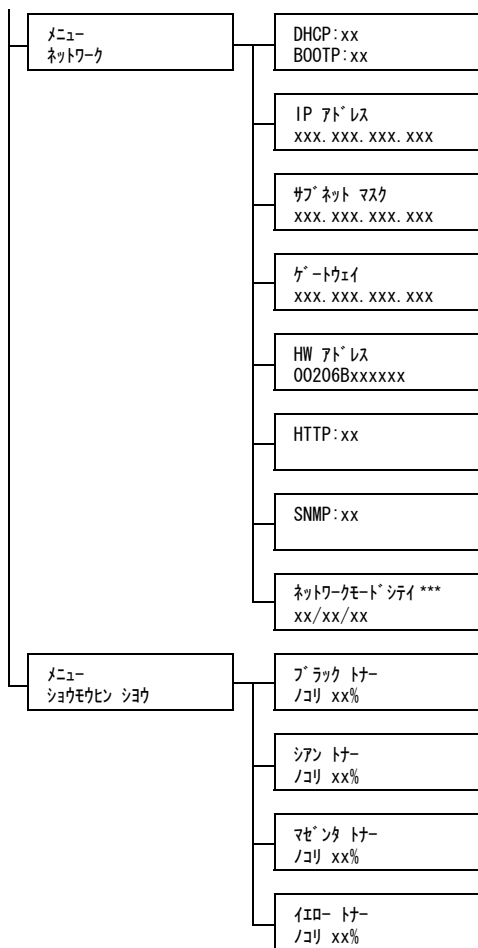 ﾒﾆｭｰ
ﾈｯﾄﾜｰｸ
DHCP:xx
BOOTP:xx
IP ｱﾄﾞﾚｽ
xxx.xxx.xxx.xxx
ｻﾌﾞﾈｯﾄ ﾏｽｸ
xxx.xxx.xxx.xxx
ｹﾞｰﾄｳｪｲ
xxx.xxx.xxx.xxx
HW ｱﾄﾞﾚｽ
00206Bxxxxxx
HTTP:xx
SNMP:xx
ﾈｯﾄﾜｰｸﾓｰﾄﾞｼﾃｲ ***
xx/xx/xx
ﾒﾆｭｰ
ｼｮｳﾓｳﾋﾝ ｼﾖｳ
ﾌﾞﾗｯｸ ﾄﾅｰ
ﾉｺﾘ xx%
ｼｱﾝ ﾄﾅｰ
ﾉｺﾘ xx%
ﾏｾﾞﾝﾀ ﾄﾅｰ
ﾉｺﾘ xx%
ｲｴﾛｰ ﾄﾅｰ
ﾉｺﾘ xx%